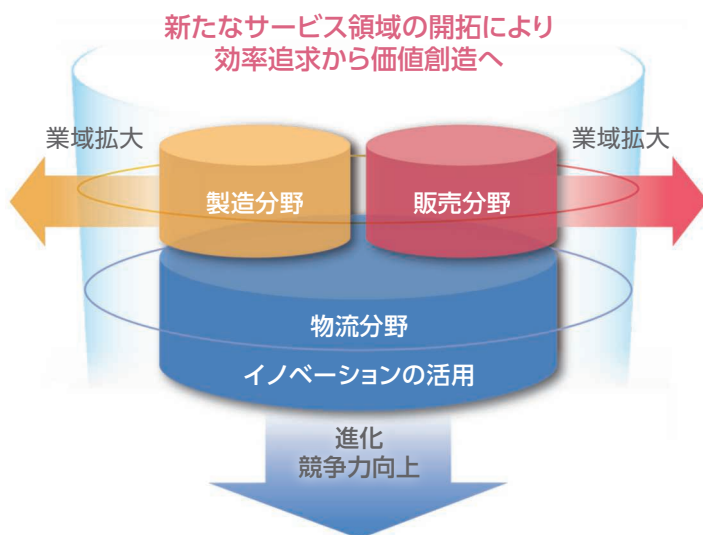 新たなサービス領域の開拓により
効率追求から価値創造へ
業域拡大
業域拡大
製造分野
販売分野
物流分野
イノベーションの活用
進化
競争力向上